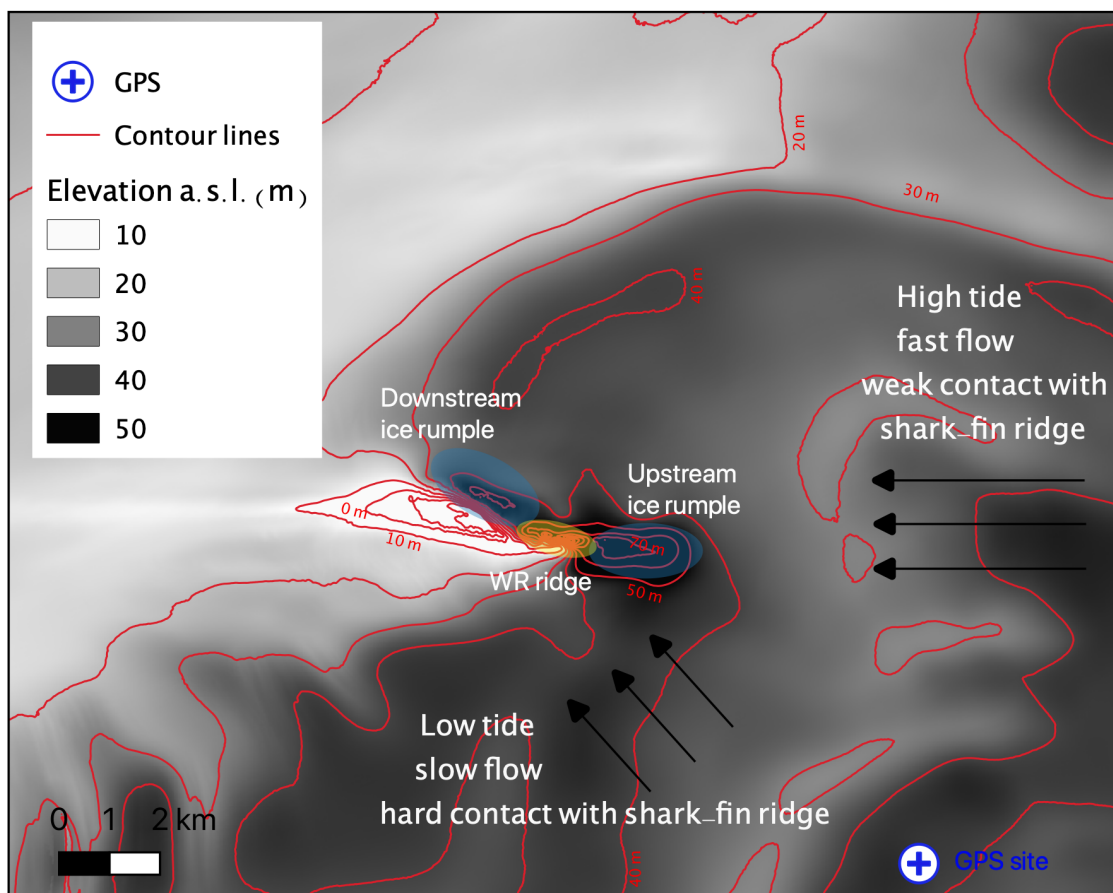 GPS
Contour lines
Elevation a.s.l. (m)
10
20
30
40
50
20 m
30 m
40 m
High tide
fast flow
weak contact with
shark-fin ridge
Downstream
ice rumple
Upstream
ice rumple
0 m
10 m
70 m
WR ridge
50 m
Low tide
slow flow
hard contact with shark-fin ridge
0 1 2 km
40 m
GPS site